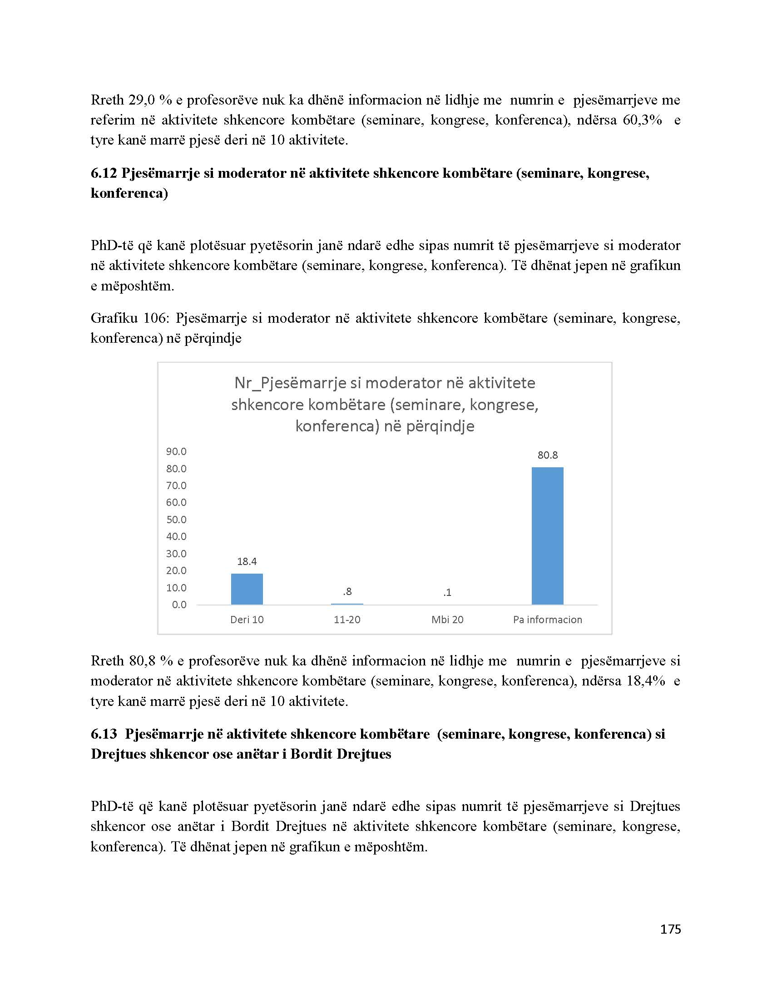 Rreth 29,0 % e profesorëve nuk ka dhënë informacion në lidhje me  numrin e  pjesëmarrjeve me
referim në aktivitete shkencore kombëtare (seminare, kongrese, konferenca), ndërsa 60,3%  e
tyre kanë marrë pjesë deri në 10 aktivitete.
6.12 Pjesëmarrje si moderator në aktivitete shkencore kombëtare (seminare, kongrese,
konferenca)
PhD-të që kanë plotësuar pyetësorin janë ndarë edhe sipas numrit të pjesëmarrjeve si moderator
në aktivitete shkencore kombëtare (seminare, kongrese, konferenca). Të dhënat jepen në grafikun
e mëposhtëm.
Grafiku 106: Pjesëmarrje si moderator në aktivitete shkencore kombëtare (seminare, kongrese,
konferenca) në përqindje
Nr_Pjesëmarrje si moderator në aktivitete
shkencore kombëtare (seminare, kongrese,
konferenca) në përqindje
90.0
80.0
70.0
60.0
50.0
40.0
30.0
20.0
10.0
0.0
18.4
.8
.1
80.8
Deri 10
11-20
Mbi 20
Pa informacion
Rreth 80,8 % e profesorëve nuk ka dhënë informacion në lidhje me  numrin e  pjesëmarrjeve si
moderator në aktivitete shkencore kombëtare (seminare, kongrese, konferenca), ndërsa 18,4%  e
tyre kanë marrë pjesë deri në 10 aktivitete.
6.13  Pjesëmarrje në aktivitete shkencore kombëtare  (seminare, kongrese, konferenca) si
Drejtues shkencor ose anëtar i Bordit Drejtues
PhD-të që kanë plotësuar pyetësorin janë ndarë edhe sipas numrit të pjesëmarrjeve si Drejtues
shkencor ose anëtar i Bordit Drejtues në aktivitete shkencore kombëtare (seminare, kongrese,
konferenca). Të dhënat jepen në grafikun e mëposhtëm.
175